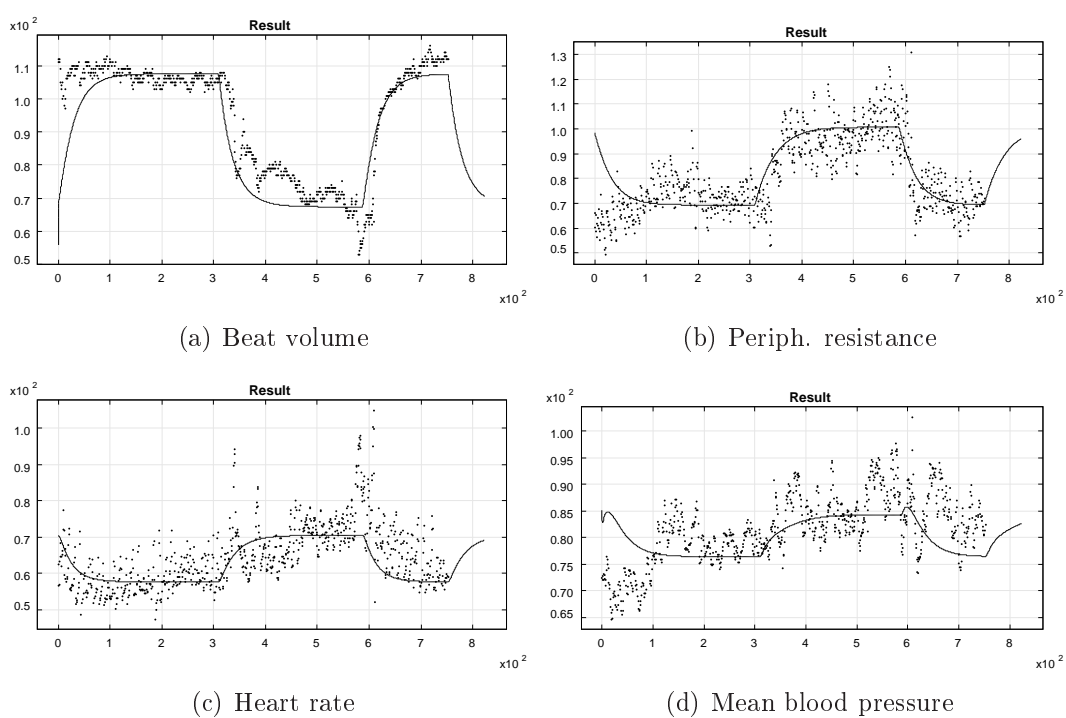 x10 2
Result
1.1
1.0
0.9
0.8
0.7
0.6
0.5
0 1 2 3 4 5 6 7 8
x10 2
(a) Beat volume
Result
1.3
1.2
1.1
1.0
0.9
0.8
0.7
0.6
0.5
0 1 2 3 4 5 6 7 8
x10 2
(b) Periph. resistance
x10 2
Result
1.0
0.9
0.8
0.7
0.6
0.5
0 1 2 3 4 5 6 7 8
x10 2
(c) Heart rate
x10 2
Result
1.00
0.95
0.90
0.85
0.80
0.75
0.70
0.65
0 1 2 3 4 5 6 7 8
x10 2
(d) Mean blood pressure